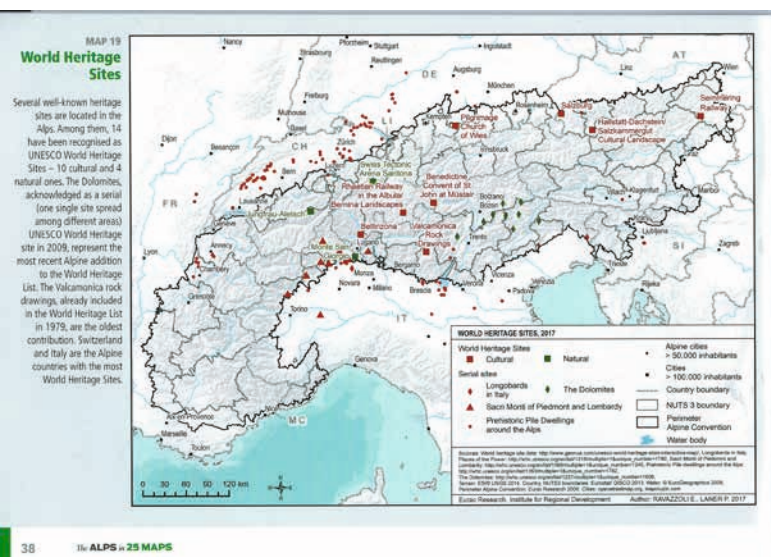 MAP 19
World Heritage
Sites
Several well-known heritage
sites are located in the
Alps. Among them, 14
have been recognised as
UNESCO World Heritage
Sites – 10 cultural and 4
natural ones. The Dolomites,
acknowledged as a serial
(one single site spread
among different areas)
UNESCO World Heritage
site in 2009, represent the
most recent Alpine addition
to the World Heritage
List. The Valcamonica rock
drawings, already included
in the World Heritage List
in 1979, are the oldest
contribution. Switzerland
and Italy are the Alpine
countries with the most
World Heritage Sites.
Nancy
Strasbourg
Pforzheim
Stuttgart
Reutlingen
Ingolstadt
DE
Augsburg
München
Linz
AT
Wien
Freiburg
Mulhouse
Basel
Kempten
Rosenheim
Salzburg
Semmering
Railway
Pilgrimage
Church
of Wies
Hallstatt-Dachstein/
Salzkammergut
Cultural Landscape
Dijon
Besançon
CH
Zürich
LI
Innsbruck
Graz
Bern
Swiss Tectonic
Arena Sardona
Rhaetian Railway
in the Albula/
Bernina Landscapes
Benedictine
Convent of St
John at Müstair
FR
Lausanne
Jungfrau-Aletsch
Bellinzona
Valcamonica
Rock
Drawings
Bolzano
Brixen
Villach
Klagenfurt
Maribor
Lyon
Annecy
Chambéry
Monte San
Giorgio
Lugano
Trento
Ljubljana
SI
Zagreb
Grenoble
Monza
Novara
Milano
Bergamo
Brescia
Verona
Vicenza
Padova
Trieste
Rijeka
Torino
IT
Genova
Aix-en-Provence
Marseille
Toulon
MC
0 30 60 90 120 km
WORLD HERITAGE SITES, 2017
World Heritage Sites
Cultural
Natural
Serial sites
Longobards
in Italy
The Dolomites
Sacri Monti of Piedmont and Lombardy
Prehistoric Pile Dwellings
around the Alps
Alpine cities
> 50.000 inhabitants
Cities
> 100.000 inhabitants
Country boundary
NUTS 3 boundary
Perimeter
Alpine Convention
Water body
Eurac Research, Institute for Regional Development
Author: RAVAZZOLI E., LANER P. 2017
38
The ALPS in 25 MAPS